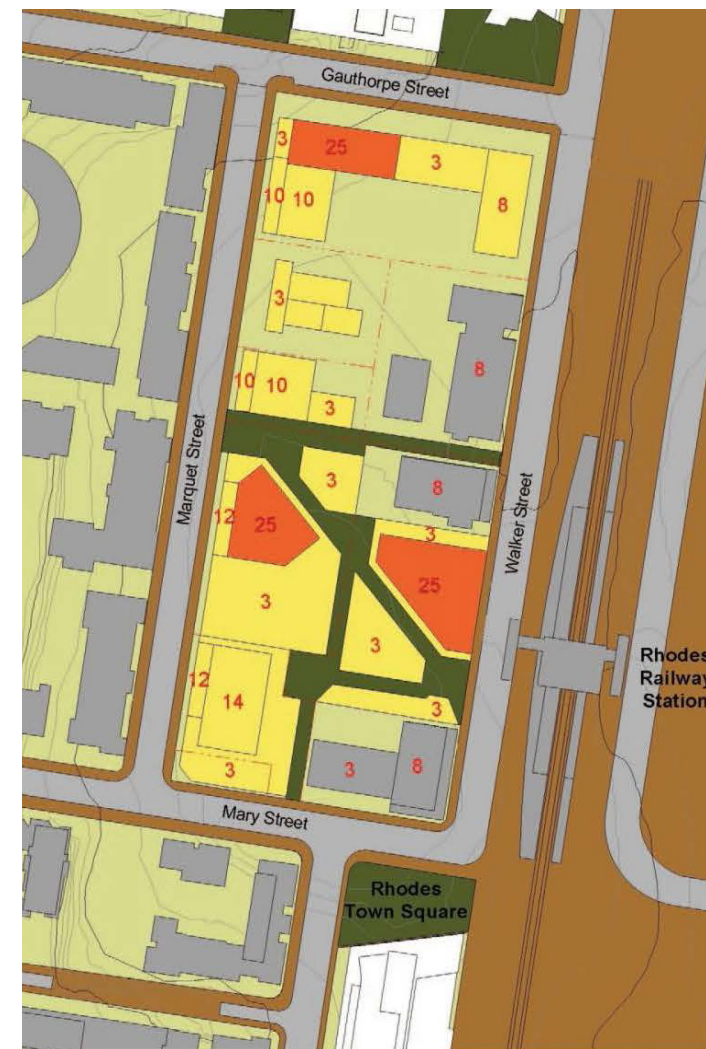 Gauthorpe Street
3
25
3
10
10
8
3
8
10
10
3
Marquet Street
3
8
Walker Street
12
25
3
25
3
3
Rhodes
Railway
Station
12
14
3
3
3
8
Mary Street
Rhodes
Town Square